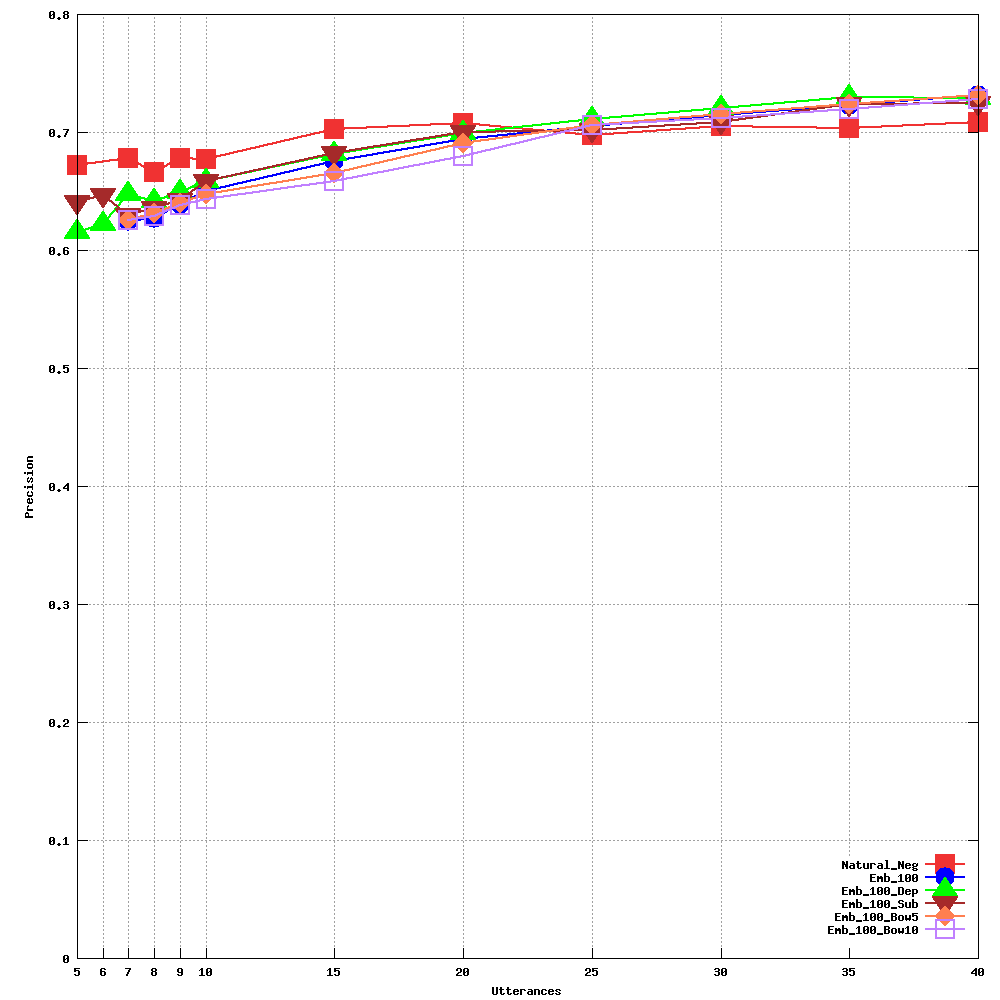 0.8
0.7
0.6
0.5
0.4
0.3
0.2
0.1
0
Precision
5 6 7 8 9 10 15 20 25 30 35 40
Utterances
Natural_Neg
Emb_100
Emb_100_Dep
Emb_100_Sub
Emb_100_Bow5
Emb_100_Bow10